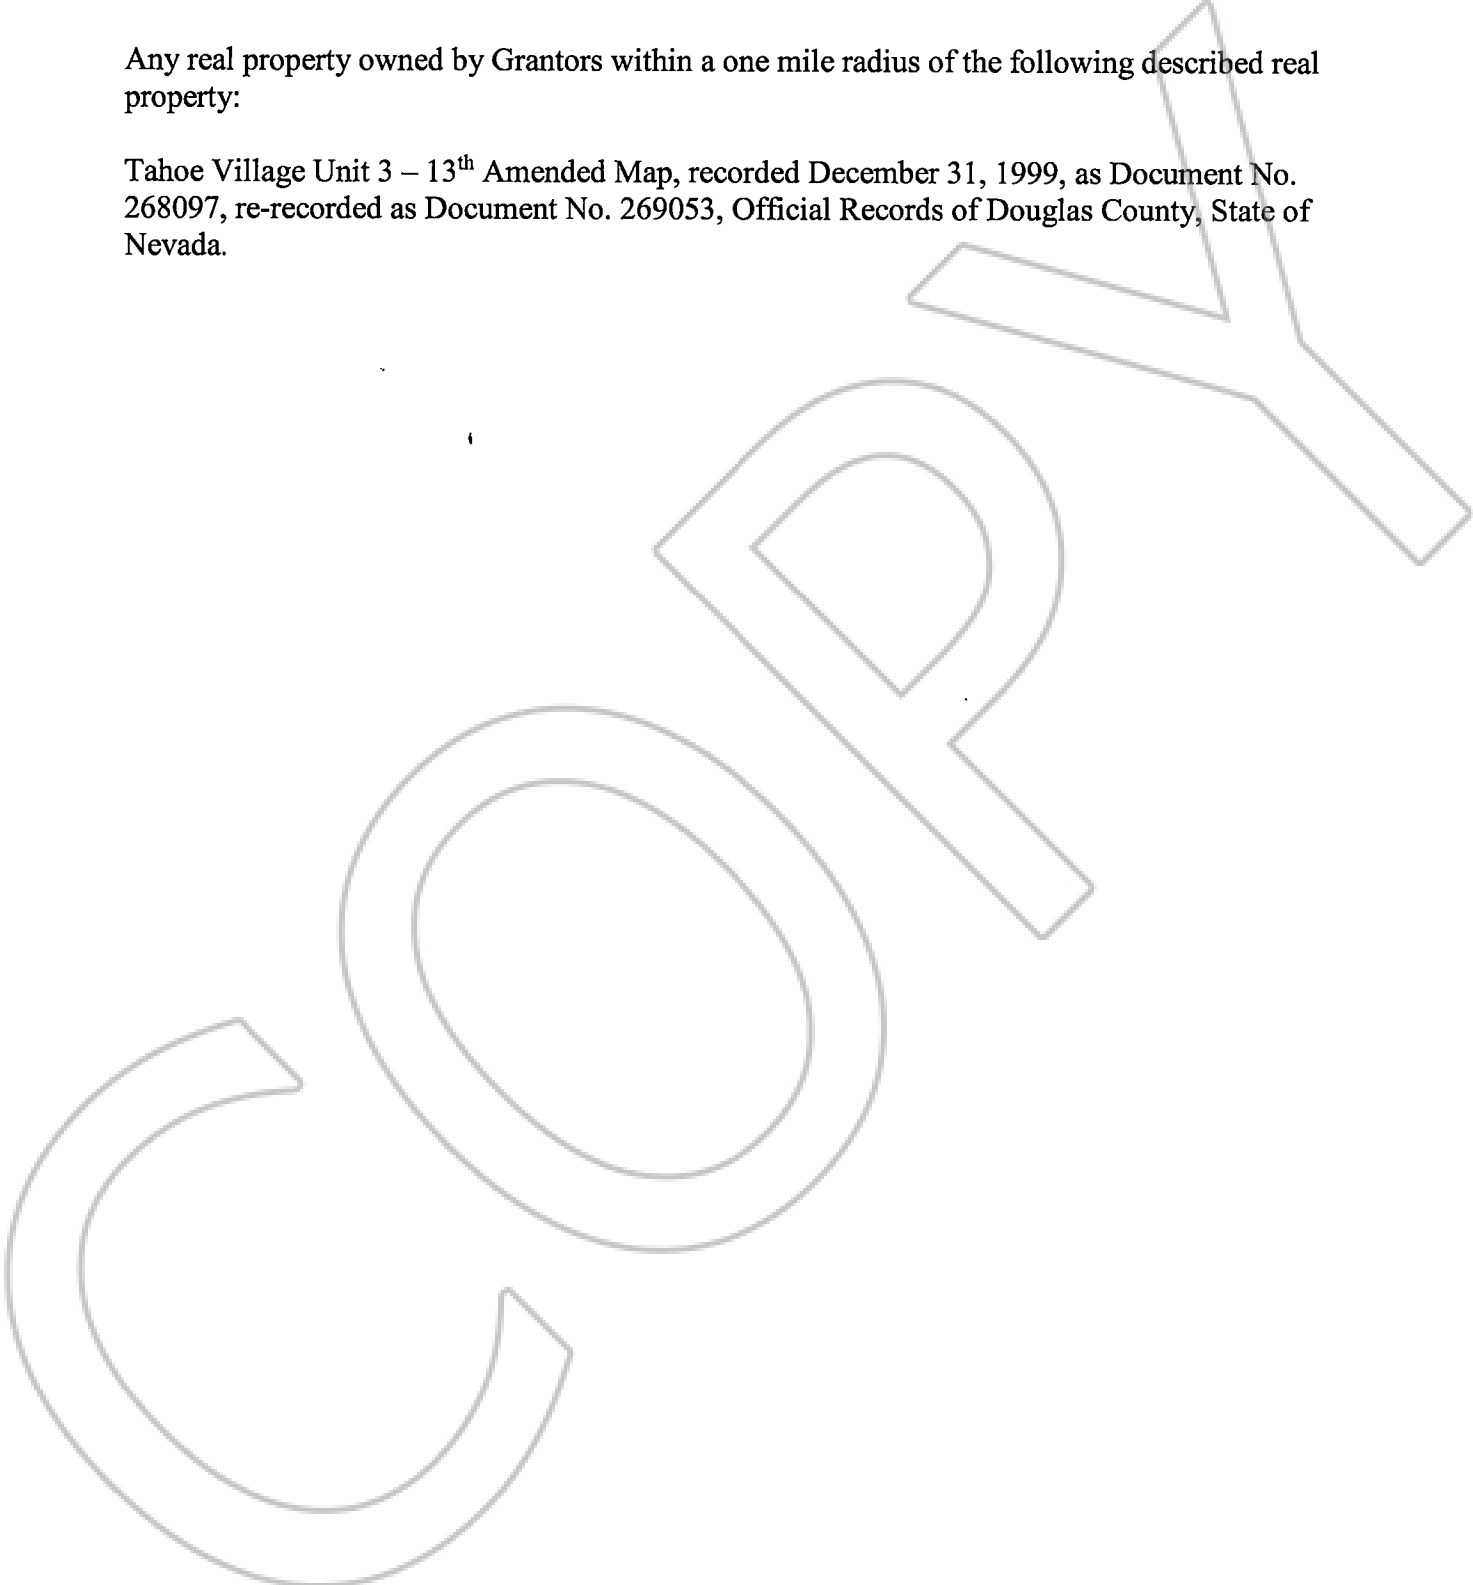 Any real property owned by Grantors within a one mile radius of the following described real
property:
Tahoe Village Unit 3 – 13th Amended Map, recorded December 31, 1999, as Document No.
268097, re-recorded as Document No. 269053, Official Records of Douglas County, State of
Nevada.
COPY